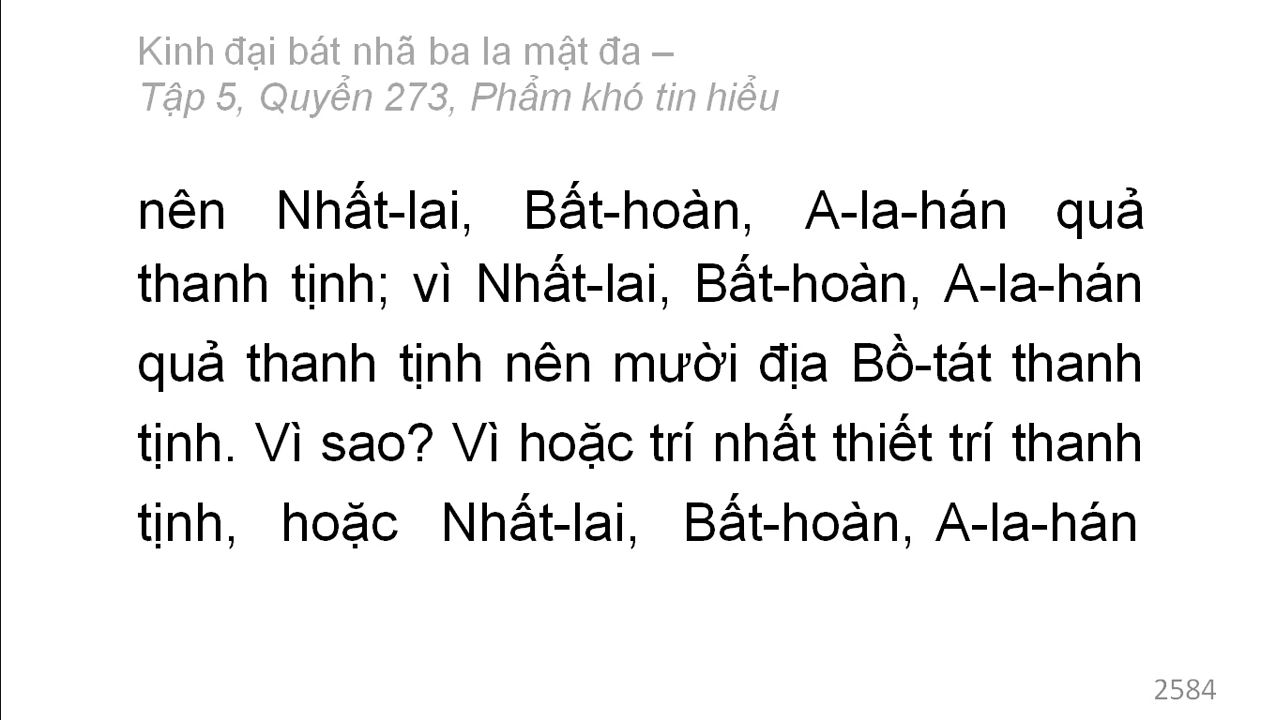 Kinh đại bát nhã ba la mật đa –
Tập 5, Quyển 273, Phẩm khó tin hiểu
nên Nhất-lai, Bất-hoàn, A-la-hán quả
thanh tịnh; vì Nhất-lai, Bất-hoàn, A-la-hán
quả thanh tịnh nên mười địa Bồ-tát thanh
tịnh. Vì sao? Vì hoặc trí nhất thiết trí thanh
tịnh, hoặc Nhất-lai, Bất-hoàn, A-la-hán
2584